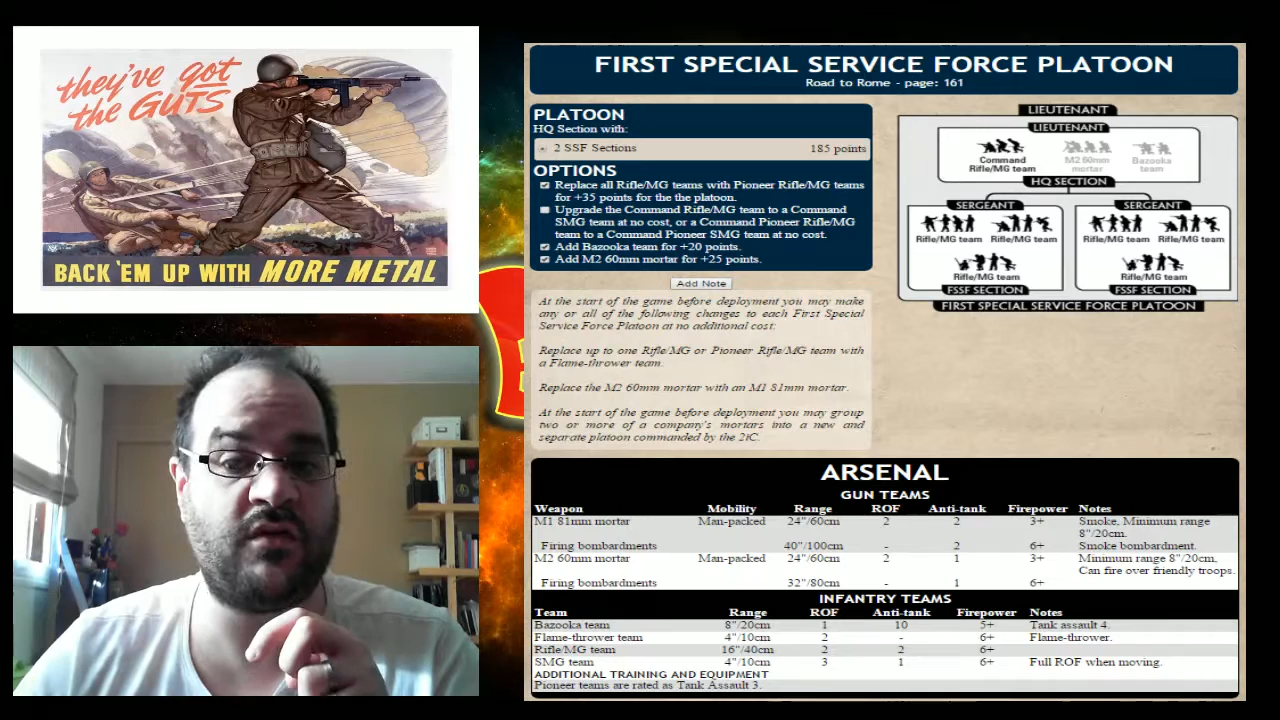 they've got
the GUTS
BACK 'EM UP WITH MORE METAL
FIRST SPECIAL SERVICE FORCE PLATOON
Road to Rome - page: 161
PLATOON
HQ Section with:
2 SSF Sections 185 points
OPTIONS
Replace all Rifle/MG teams with Pioneer Rifle/MG teams
for +35 points for the the platoon.
Upgrade the Command Rifle/MG team to a Command
SMG team at no cost, or a Command Pioneer Rifle/MG
team to a Command Pioneer SMG team at no cost.
Add Bazooka team for +20 points.
Add M2 60mm mortar for +25 points.
Add Note
At the start of the game before deployment you may make
any or all of the following changes to each First Special
Service Force Platoon at no additional cost:
Replace up to one Rifle/MG or Pioneer Rifle/MG team with
a Flame-thrower team.
Replace the M2 60mm mortar with an M1 81mm mortar.
At the start of the game before deployment you may group
two or more of a company's mortars into a new and
separate platoon commanded by the 2iC.
LIEUTENANT
LIEUTENANT
Command
Rifle/MG team
M2 60mm
mortar
Bazooka
team
HQ SECTION
SERGEANT
Rifle/MG team Rifle/MG team
Rifle/MG team
FSSF SECTION
SERGEANT
Rifle/MG team Rifle/MG team
Rifle/MG team
FSSF SECTION
FIRST SPECIAL SERVICE FORCE PLATOON
ARSENAL
GUN TEAMS
Weapon Mobility Range ROF Anti-tank Firepower Notes
M1 81mm mortar Man-packed 24"/60cm 2 2 3+ Smoke, Minimum range
8"/20cm.
Firing bombardments 40"/100cm - 2 6+ Smoke bombardment.
M2 60mm mortar Man-packed 24"/60cm 2 1 3+ Minimum range 8"/20cm,
Can fire over friendly troops.
Firing bombardments 32"/80cm - 1 6+
INFANTRY TEAMS
Team Range ROF Anti-tank Firepower Notes
Bazooka team 8"/20cm 1 10 5+ Tank assault 4.
Flame-thrower team 4"/10cm 2 - 6+ Flame-thrower.
Rifle/MG team 16"/40cm 2 2 6+
SMG team 4"/10cm 3 1 6+ Full ROF when moving.
ADDITIONAL TRAINING AND EQUIPMENT
Pioneer teams are rated as Tank Assault 3.